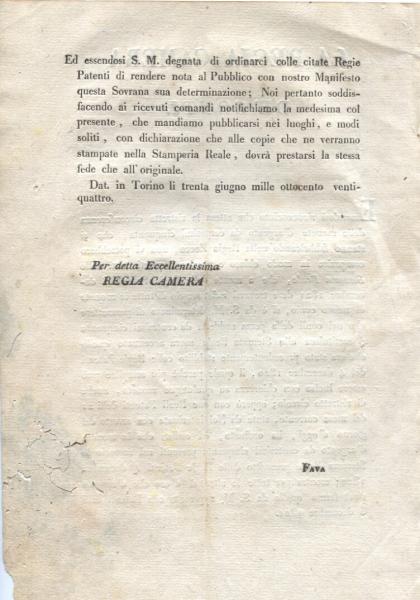 Ed essendosi S. M. degnata di ordinarci colle citate Regie
Patenti di rendere nota al Pubblico con nostro Manifesto
questa Sovrana sua determinazione; Noi pertanto soddis-
facendo ai ricevuti comandi notifichiamo la medesima col
presente, che mandiamo pubblicarsi nei luoghi, e modi
soliti, con dichiarazione che alle copie che ne verranno
stampate nella Stamperia Reale, dovrà prestarsi la stessa
fede che all'originale.
Dat. in Torino li trenta giugno mille ottocento venti-
quattro.
Per detta Eccellentissima
REGIA CAMERA
FAVA